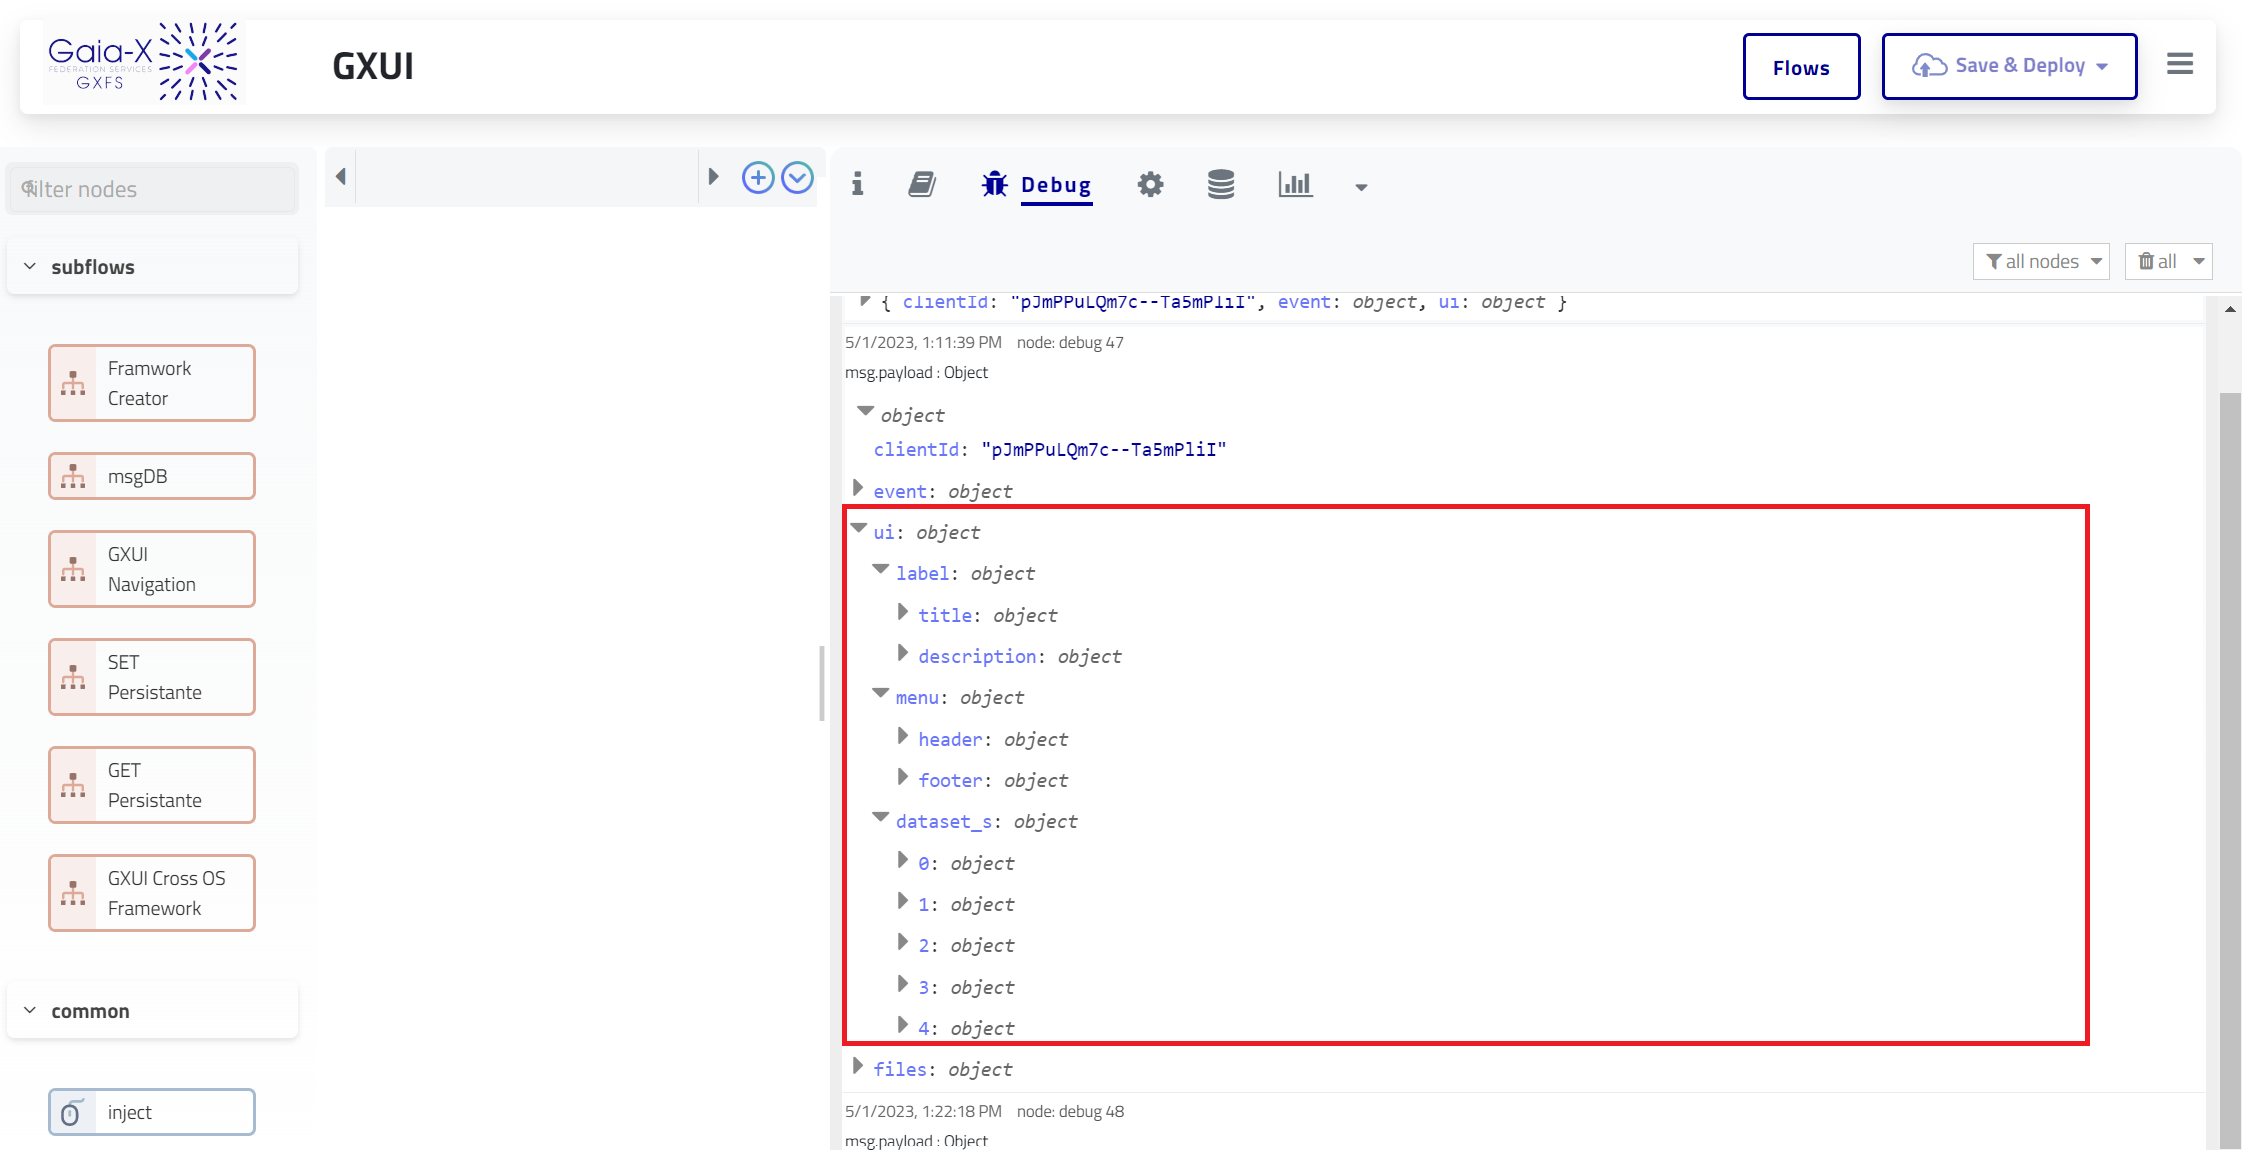 Gaia-X
FEDERATION SERVICES
GXFS
GXUI
Flows
Save & Deploy
filter nodes
subflows
Framwork
Creator
msgDB
GXUI
Navigation
SET
Persistante
GET
Persistante
GXUI Cross OS
Framework
common
inject
Debug
all nodes
all
{ clientId: "pJmPPuLQm7c--Ta5mPliI", event: object, ui: object }
5/1/2023, 1:11:39 PM node: debug 47
msg.payload : Object
object
clientId: "pJmPPuLQm7c--Ta5mPliI"
event: object
ui: object
label: object
title: object
description: object
menu: object
header: object
footer: object
dataset_s: object
0: object
1: object
2: object
3: object
4: object
files: object
5/1/2023, 1:22:18 PM node: debug 48
msg.payload : Object